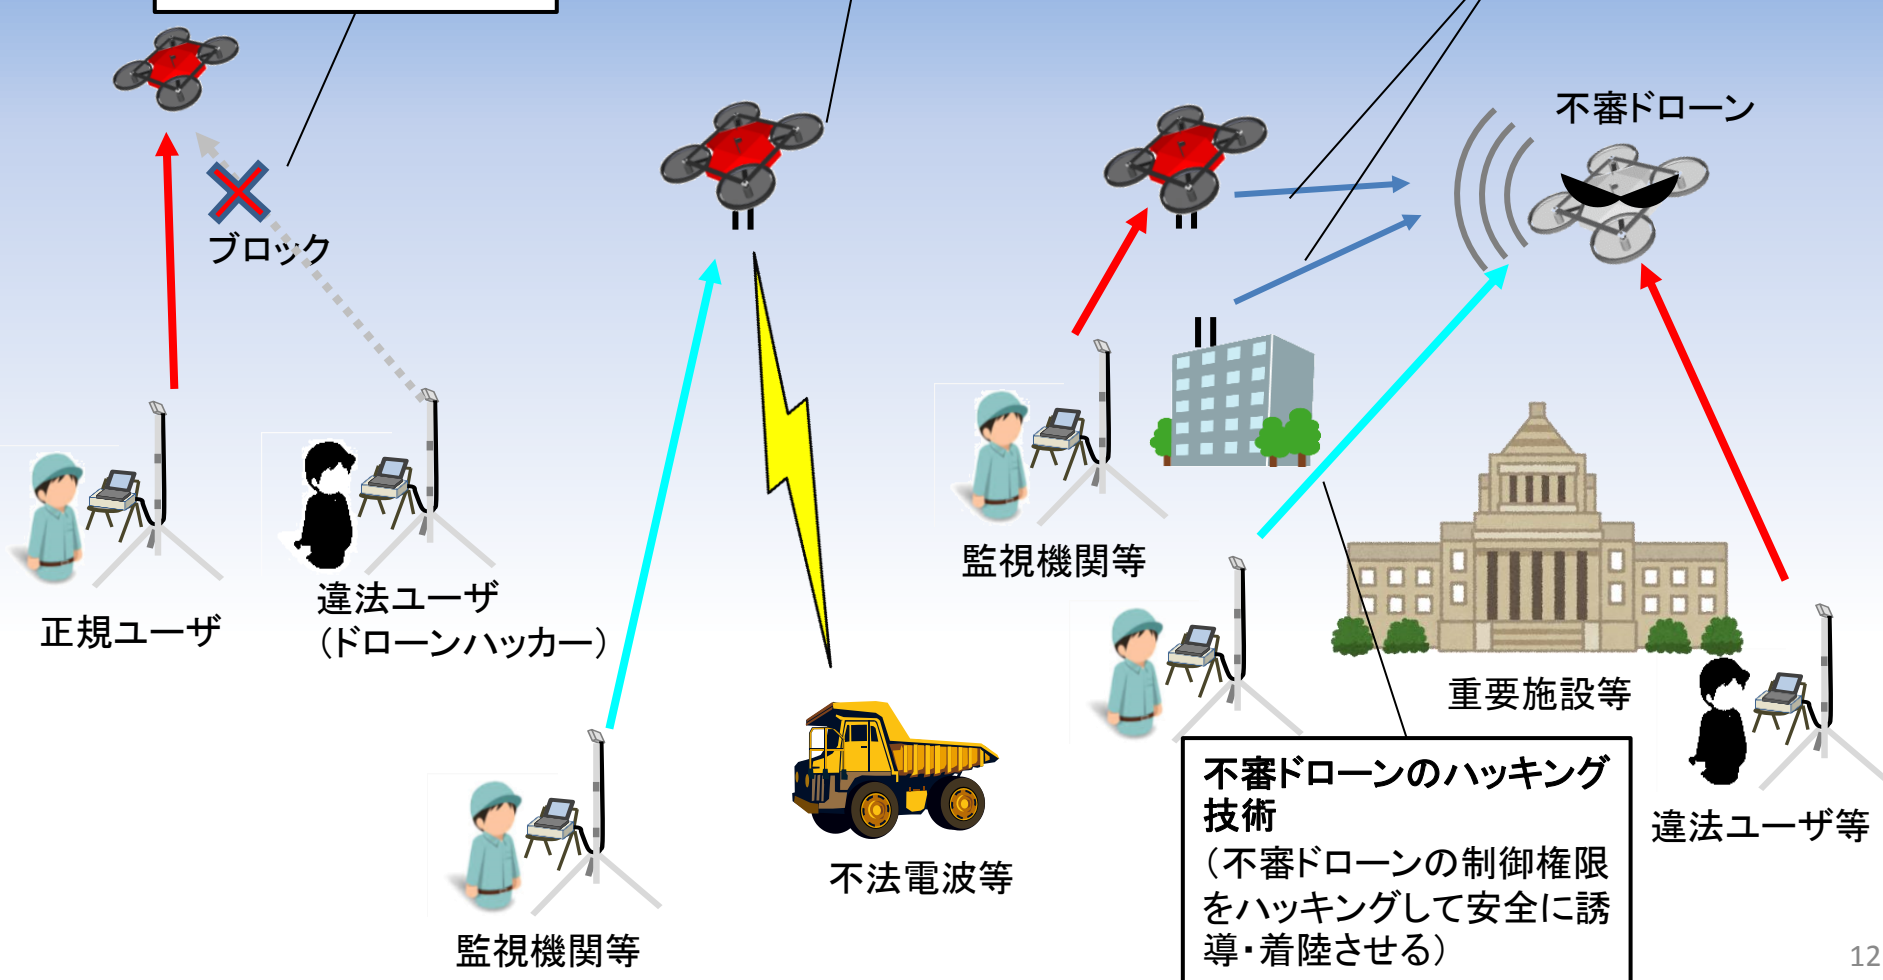 不審ドローン
ブロック
監視機関等
正規ユーザ
違法ユーザ
（ドローンハッカー）
重要施設等
不審ドローンのハッキング
技術
（不審ドローンの制御権限
をハッキングして安全に誘
導・着陸させる）
違法ユーザ等
不法電波等
監視機関等
12